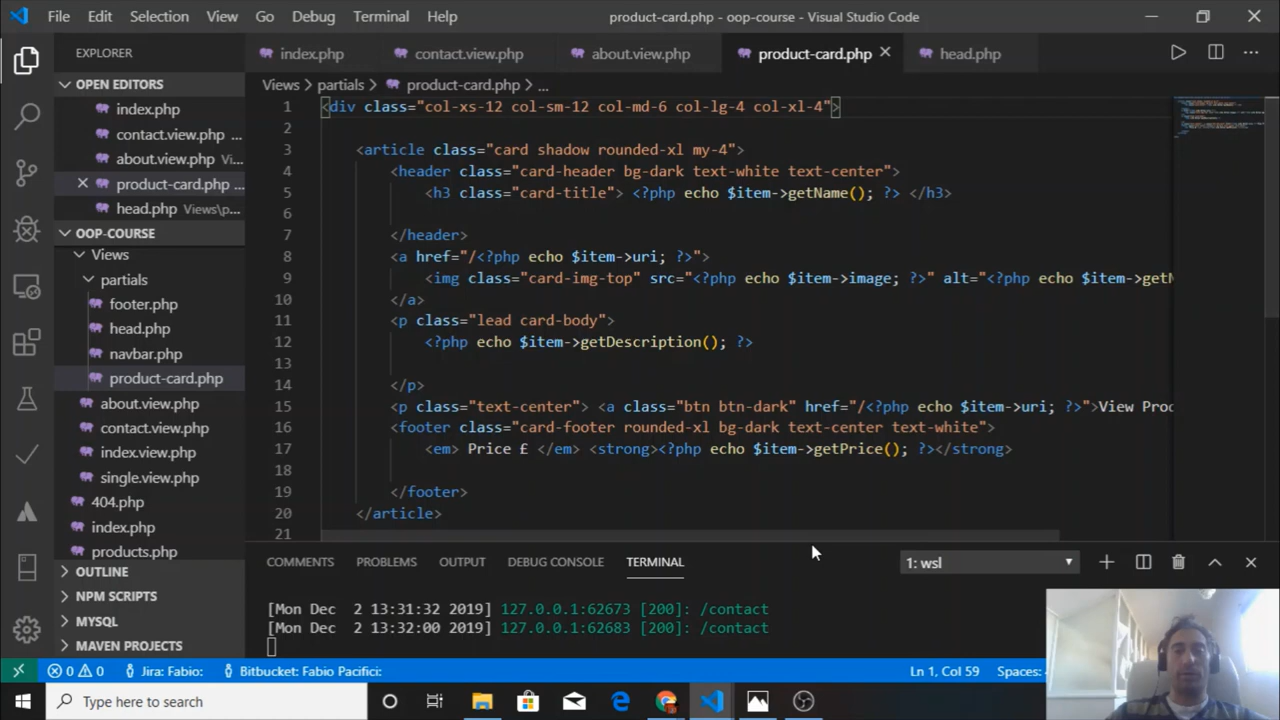 File Edit Selection View Go Debug Terminal Help product-card.php - oop-course - Visual Studio Code
EXPLORER index.php contact.view.php about.view.php product-card.php head.php
OPEN EDITORS
index.php
contact.view.php ...
about.view.php Vi...
product-card.php ...
head.php Views\p...
OOP-COURSE
Views
partials
footer.php
head.php
navbar.php
product-card.php
about.view.php
contact.view.php
index.view.php
single.view.php
404.php
index.php
products.php
OUTLINE
NPM SCRIPTS
MYSQL
MAVEN PROJECTS
Views > partials > product-card.php > ...
1 <div class="col-xs-12 col-sm-12 col-md-6 col-lg-4 col-xl-4">
2
3 <article class="card shadow rounded-xl my-4">
4 <header class="card-header bg-dark text-white text-center">
5 <h3 class="card-title"> <?php echo $item->getName(); ?> </h3>
6
7 </header>
8 <a href="/<?php echo $item->uri; ?>">
9 <img class="card-img-top" src="<?php echo $item->image; ?>" alt="<?php echo $item->getN
10 </a>
11 <p class="lead card-body">
12 <?php echo $item->getDescription(); ?>
13
14 </p>
15 <p class="text-center"> <a class="btn btn-dark" href="/<?php echo $item->uri; ?>">View Proc
16 <footer class="card-footer rounded-xl bg-dark text-center text-white">
17 <em> Price £ </em> <strong><?php echo $item->getPrice(); ?></strong>
18
19 </footer>
20 </article>
21
COMMENTS PROBLEMS OUTPUT DEBUG CONSOLE TERMINAL 1: wsl
[Mon Dec 2 13:31:32 2019] 127.0.0.1:62673 [200]: /contact
[Mon Dec 2 13:32:00 2019] 127.0.0.1:62683 [200]: /contact
0 0 Jira: Fabio: Bitbucket: Fabio Pacifici: Ln 1, Col 59 Spaces:
Type here to search